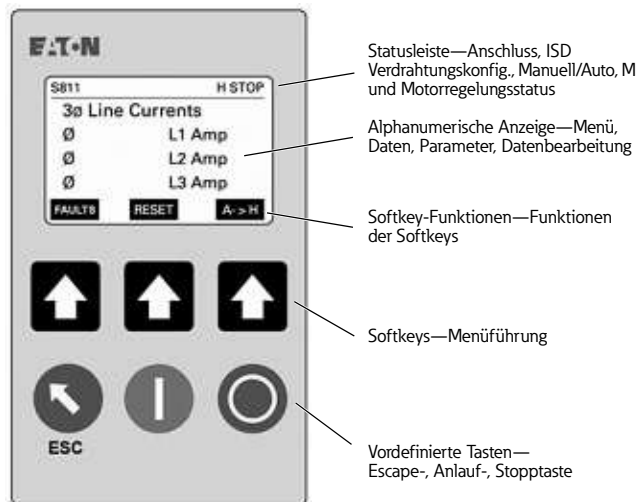 EATON
S811 H STOP
3ø Line Currents
Ø L1 Amp
Ø L2 Amp
Ø L3 Amp
FAULTS RESET A->H
ESC
Statusleiste—Anschluss, ISD
Verdrahtungskonfig., Manuell/Auto, M
und Motorregelungsstatus
Alphanumerische Anzeige—Menü,
Daten, Parameter, Datenbearbeitung
Softkey-Funktionen—Funktionen
der Softkeys
Softkeys—Menüführung
Vordefinierte Tasten—
Escape-, Anlauf-, Stopptaste